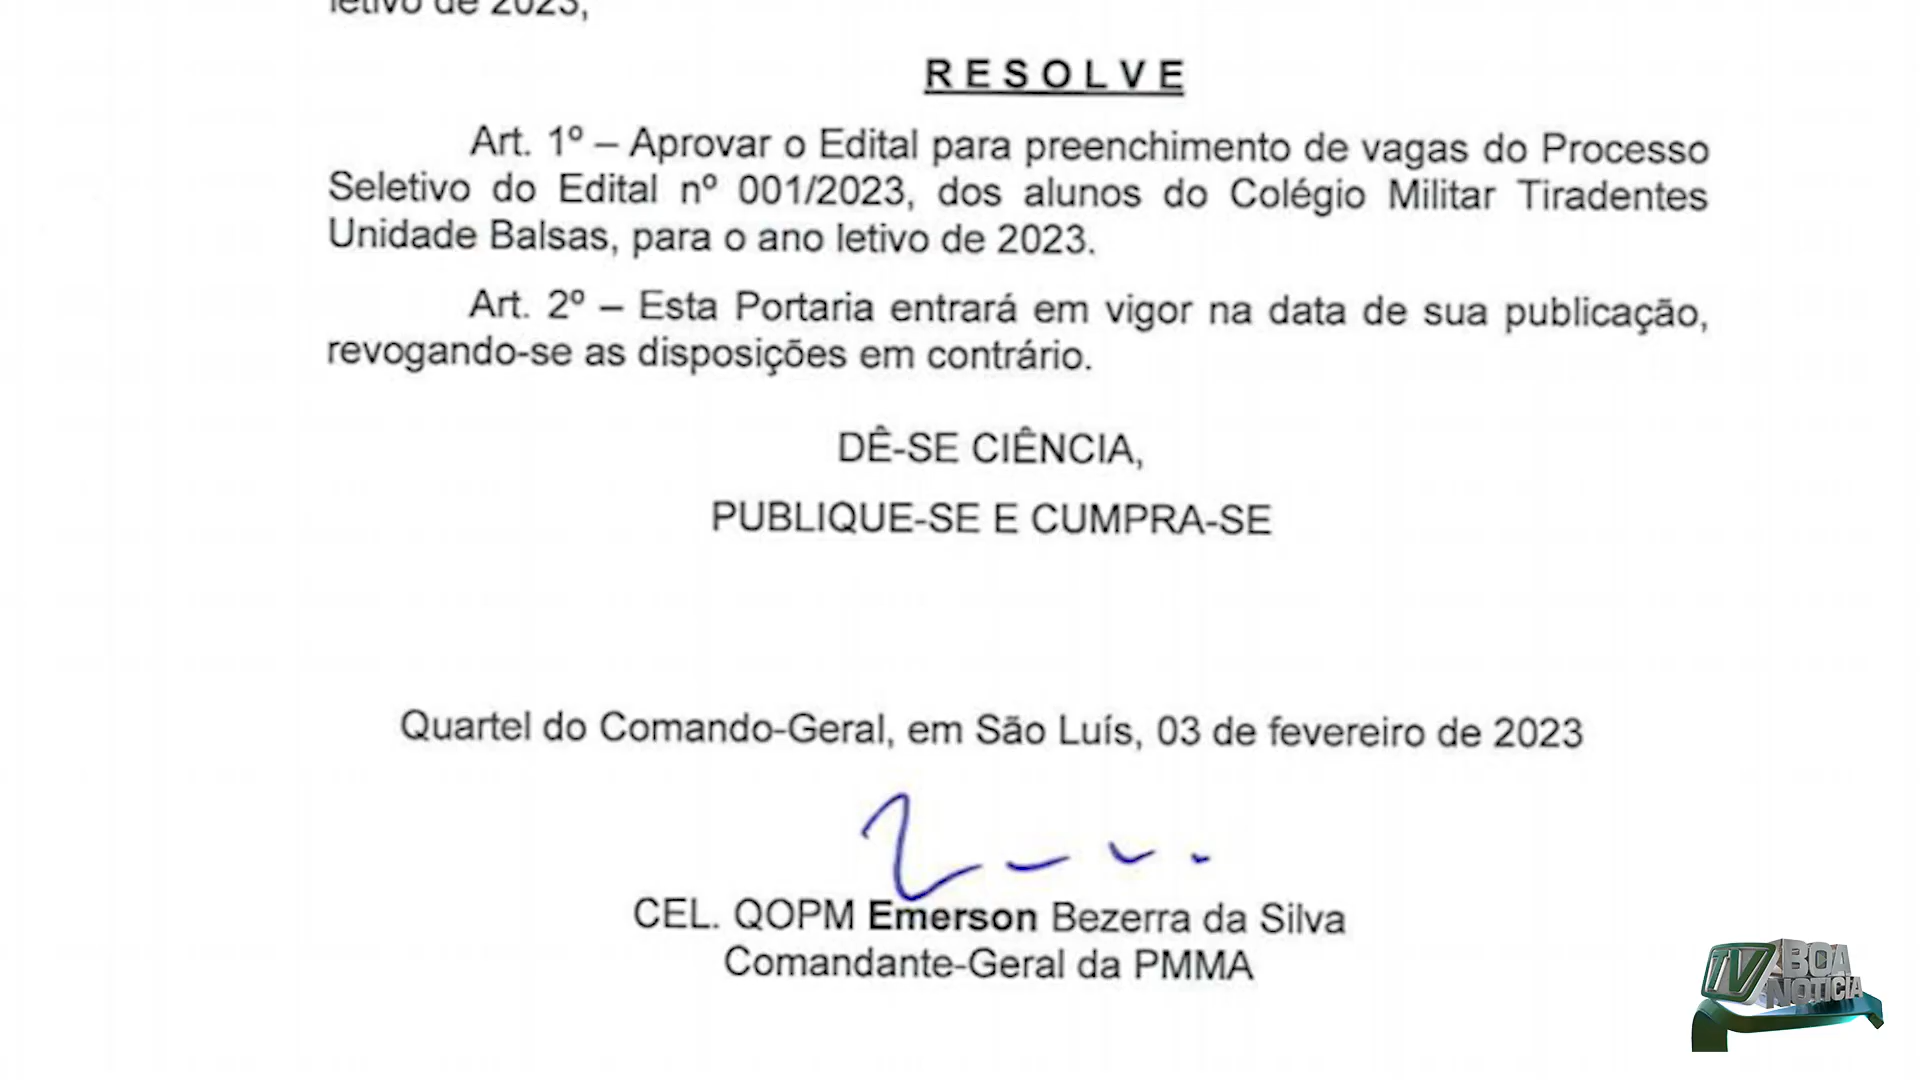 letivo de 2023,
R E S O L V E
Art. 1º – Aprovar o Edital para preenchimento de vagas do Processo
Seletivo do Edital nº 001/2023, dos alunos do Colégio Militar Tiradentes
Unidade Balsas, para o ano letivo de 2023.
Art. 2º – Esta Portaria entrará em vigor na data de sua publicação,
revogando-se as disposições em contrário.
DÊ-SE CIÊNCIA,
PUBLIQUE-SE E CUMPRA-SE
Quartel do Comando-Geral, em São Luís, 03 de fevereiro de 2023
CEL. QOPM Emerson Bezerra da Silva
Comandante-Geral da PMMA
TV BOA
NOTICIA